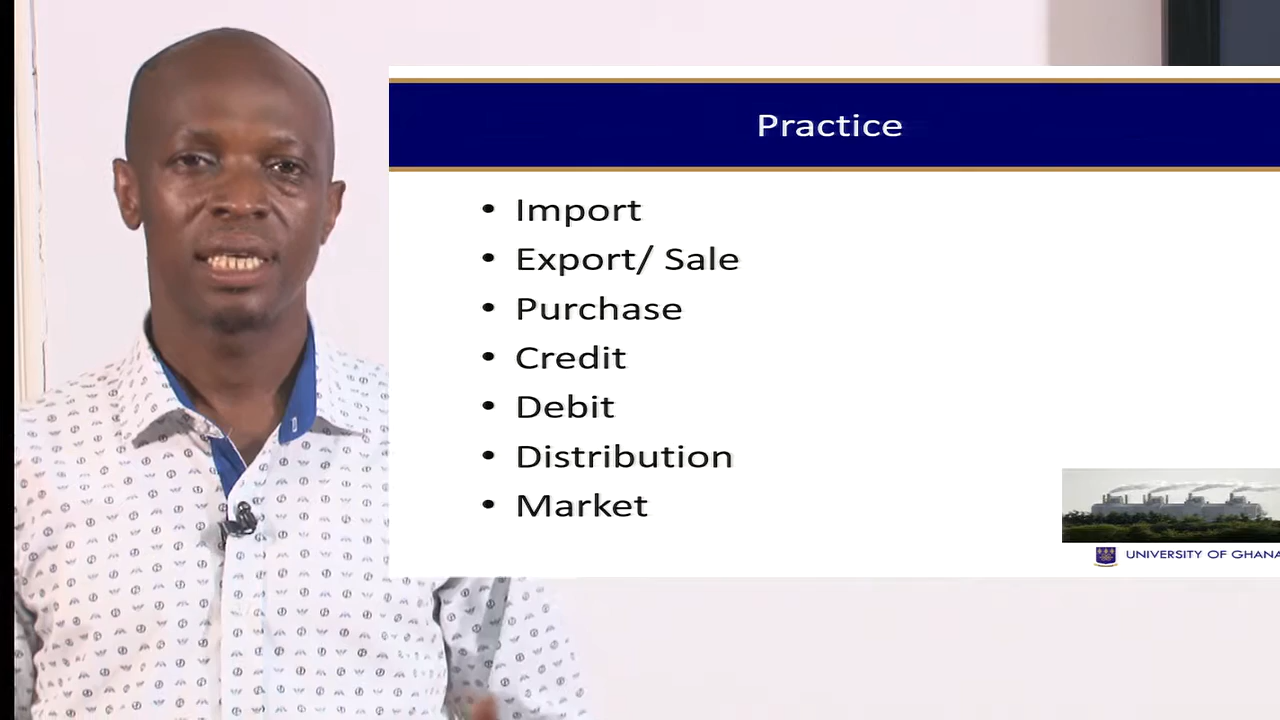 Practice
• Import
• Export/ Sale
• Purchase
• Credit
• Debit
• Distribution
• Market
UNIVERSITY OF GHANA